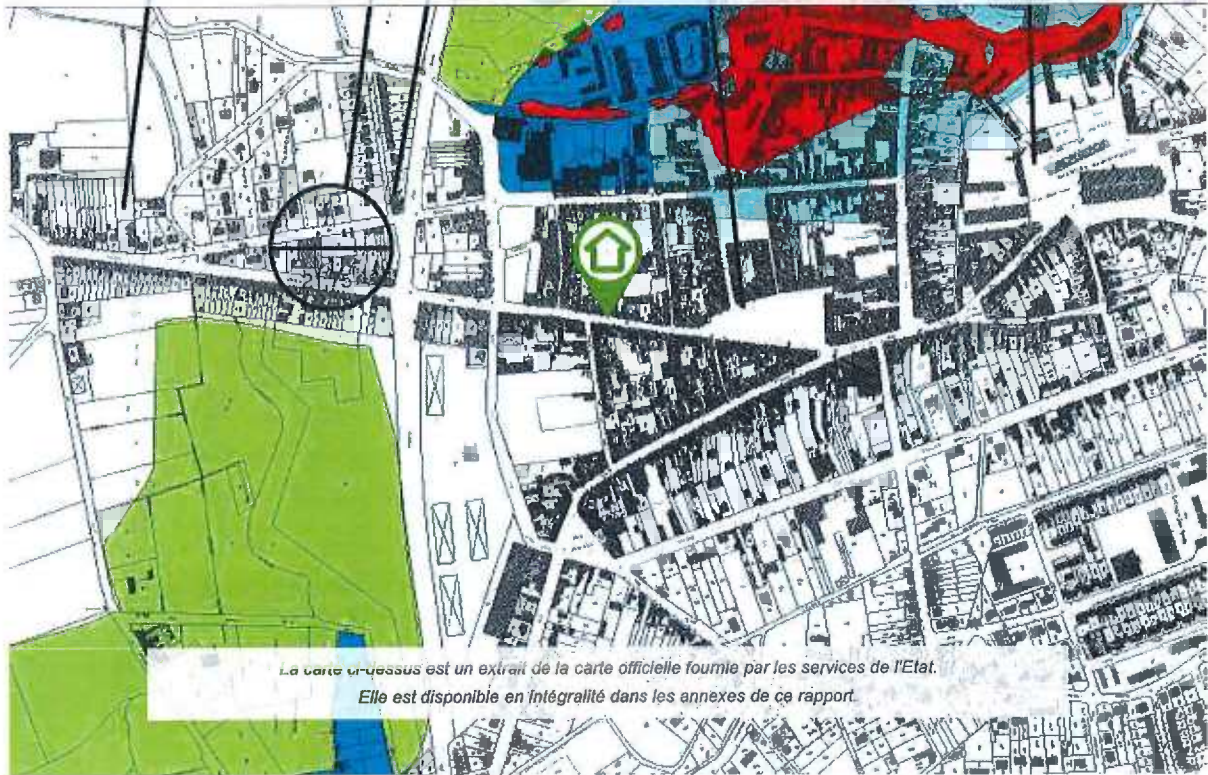 La carte ci-dessus est un extrait de la carte officielle fournie par les services de l'Etat.
Elle est disponible en intégralité dans les annexes de ce rapport.